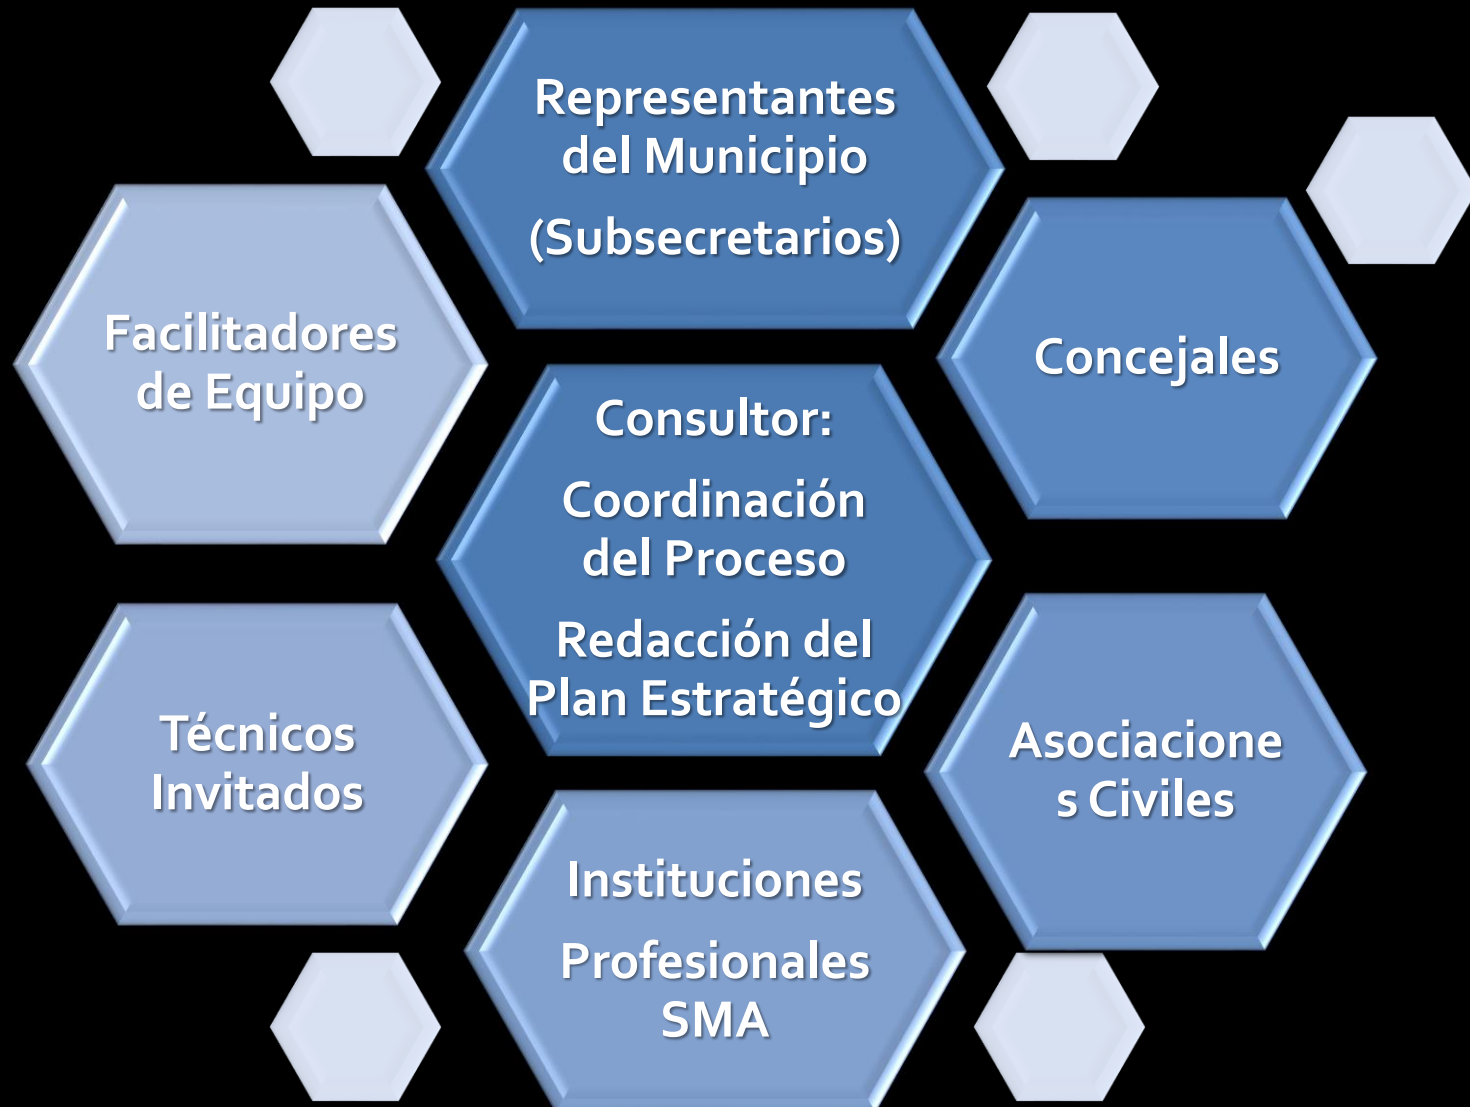 Representantes
del Municipio
(Subsecretarios)
Facilitadores
de Equipo
Concejales
Consultor:
Coordinación
del Proceso
Redacción del
Plan Estratégico
Técnicos
Invitados
Asociacione
s Civiles
Instituciones
Profesionales
SMA